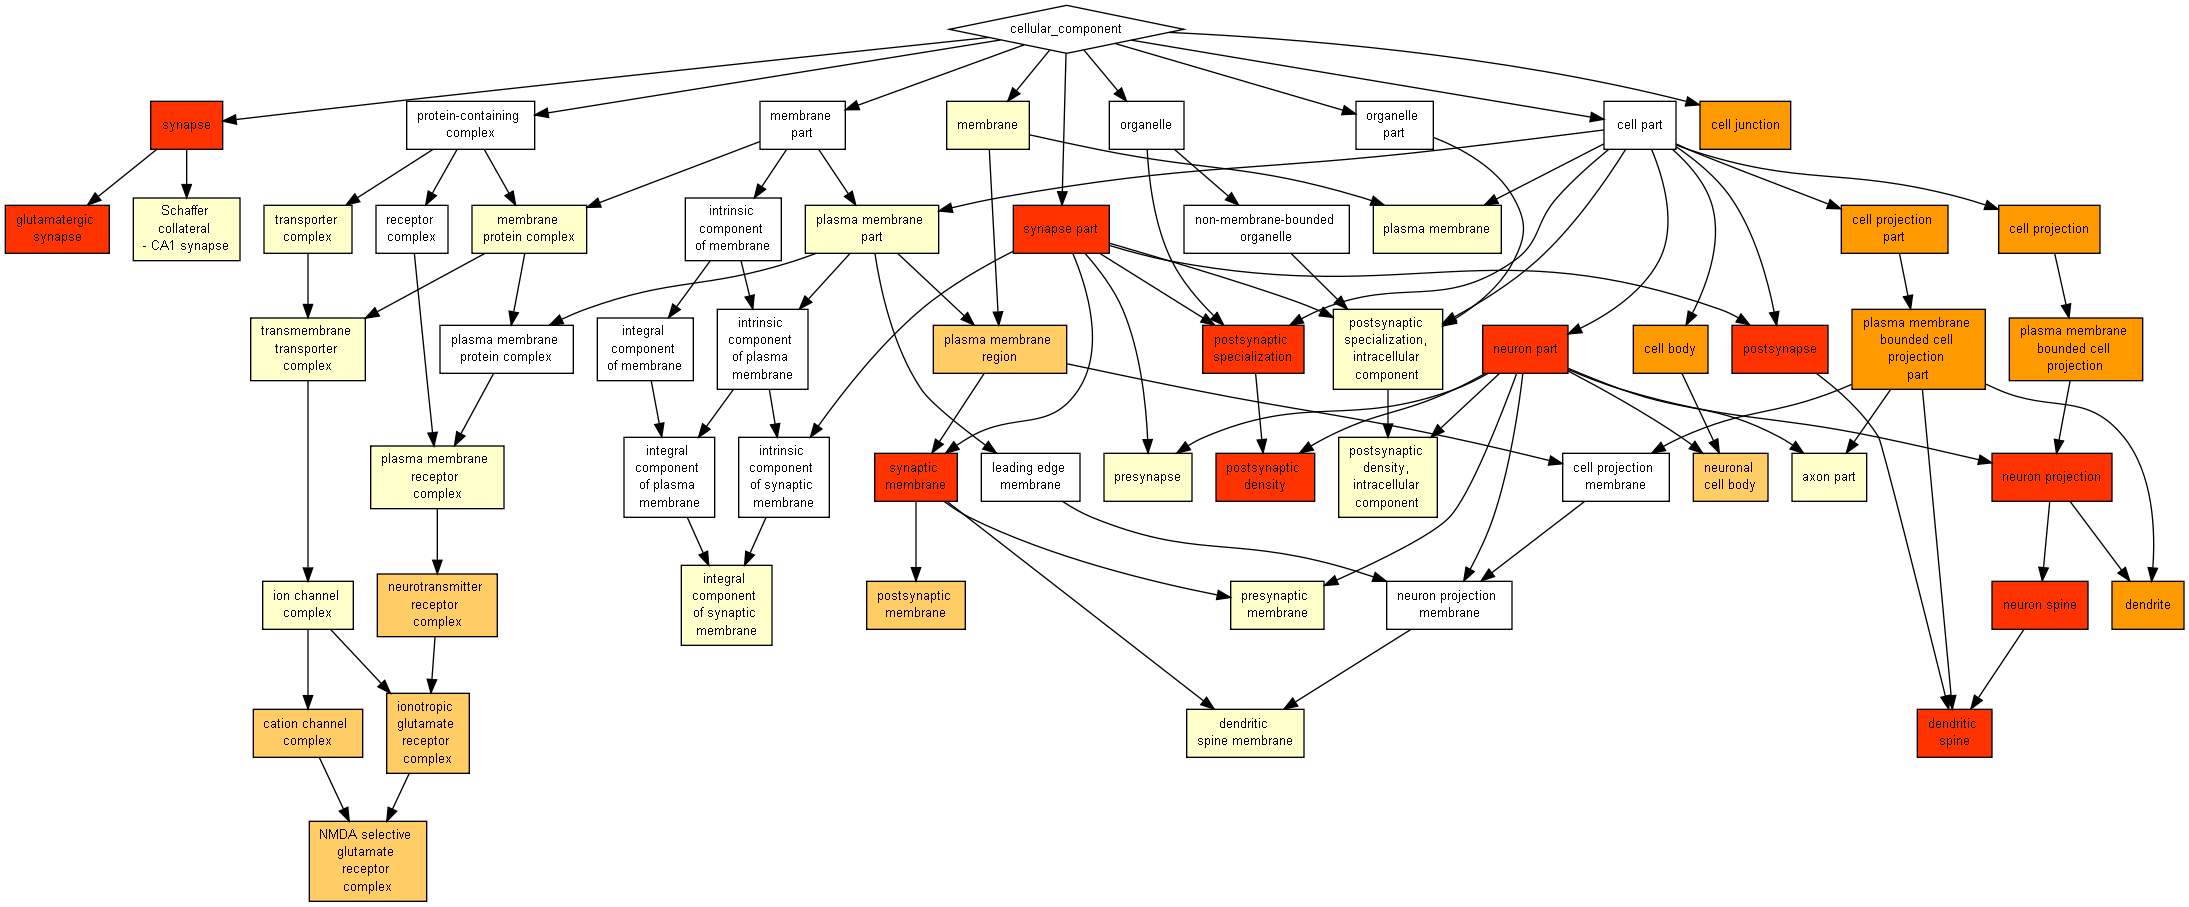 cellular_component
synapse
protein-containing
complex
membrane
part
membrane
organelle
organelle
part
cell part
cell junction
glutamatergic
synapse
Schaffer
collateral
- CA1 synapse
transporter
complex
receptor
complex
membrane
protein complex
intrinsic
component
of membrane
plasma membrane
part
synapse part
non-membrane-bounded
organelle
plasma membrane
cell projection
part
cell projection
transmembrane
transporter
complex
plasma membrane
protein complex
integral
component
of membrane
intrinsic
component
of plasma
membrane
plasma membrane
region
postsynaptic
specialization
postsynaptic
specialization,
intracellular
component
neuron part
cell body
postsynapse
plasma membrane
bounded cell
projection
part
plasma membrane
bounded cell
projection
plasma membrane
receptor
complex
integral
component
of plasma
membrane
intrinsic
component
of synaptic
membrane
synaptic
membrane
leading edge
membrane
presynapse
postsynaptic
density
postsynaptic
density,
intracellular
component
cell projection
membrane
neuronal
cell body
axon part
neuron projection
ion channel
complex
neurotransmitter
receptor
complex
integral
component
of synaptic
membrane
postsynaptic
membrane
presynaptic
membrane
neuron projection
membrane
neuron spine
dendrite
cation channel
complex
ionotropic
glutamate
receptor
complex
dendritic
spine membrane
dendritic
spine
NMDA selective
glutamate
receptor
complex